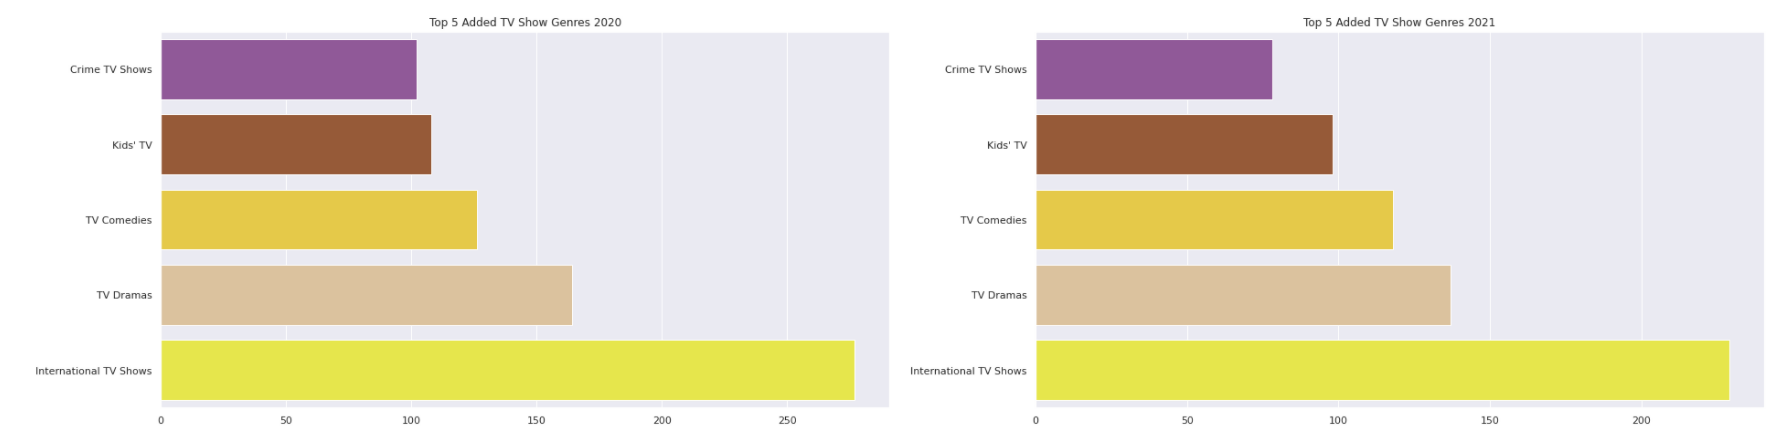 Top 5 Added TV Show Genres 2020
Crime TV Shows
Kids' TV
TV Comedies
TV Dramas
International TV Shows
0 50 100 150 200 250
Top 5 Added TV Show Genres 2021
Crime TV Shows
Kids' TV
TV Comedies
TV Dramas
International TV Shows
0 50 100 150 200